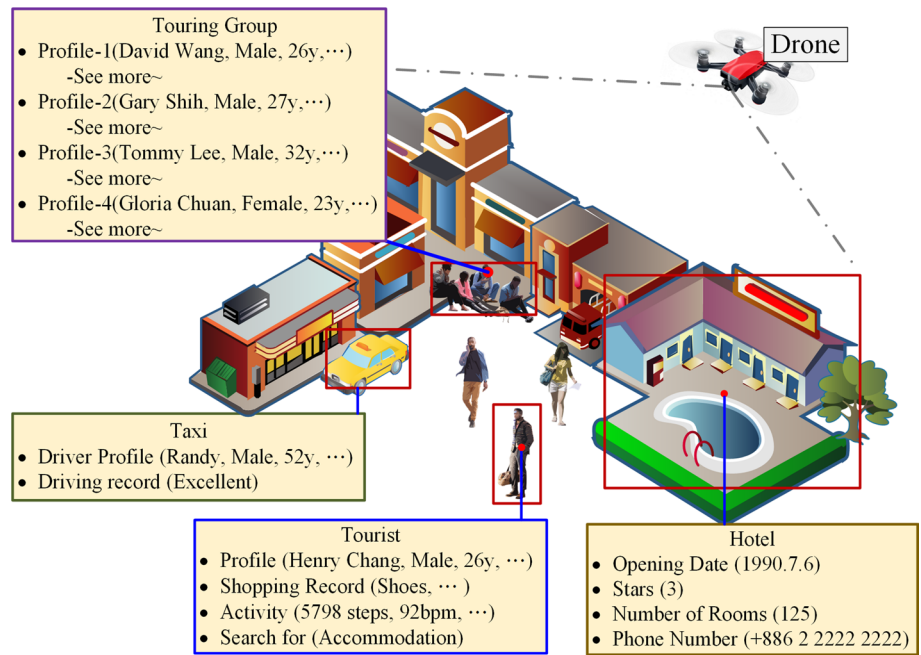 Touring Group
• Profile-1(David Wang, Male, 26y,⋯)
-See more~
• Profile-2(Gary Shih, Male, 27y,⋯)
-See more~
• Profile-3(Tommy Lee, Male, 32y,⋯)
-See more~
• Profile-4(Gloria Chuan, Female, 23y,⋯)
-See more~
Drone
Taxi
• Driver Profile (Randy, Male, 52y, ⋯)
• Driving record (Excellent)
Tourist
• Profile (Henry Chang, Male, 26y, ⋯)
• Shopping Record (Shoes, ⋯ )
• Activity (5798 steps, 92bpm, ⋯)
• Search for (Accommodation)
Hotel
• Opening Date (1990.7.6)
• Stars (3)
• Number of Rooms (125)
• Phone Number (+886 2 2222 2222)